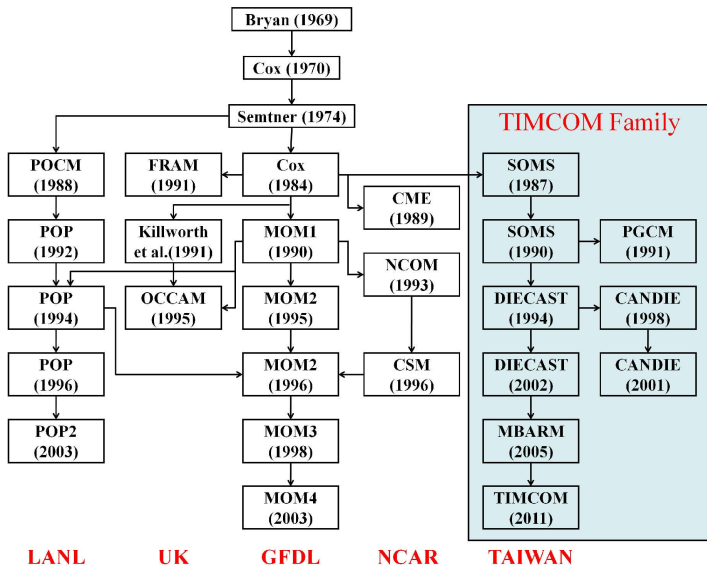 Bryan (1969)
Cox (1970)
Semtner (1974)
TIMCOM Family
POCM
(1988)
FRAM
(1991)
Cox
(1984)
SOMS
(1987)
CME
(1989)
POP
(1992)
Killworth
et al.(1991)
MOM1
(1990)
SOMS
(1990)
PGCM
(1991)
NCOM
(1993)
POP
(1994)
OCCAM
(1995)
MOM2
(1995)
DIECAST
(1994)
CANDIE
(1998)
POP
(1996)
MOM2
(1996)
CSM
(1996)
DIECAST
(2002)
CANDIE
(2001)
POP2
(2003)
MOM3
(1998)
MBARM
(2005)
MOM4
(2003)
TIMCOM
(2011)
LANL
UK
GFDL
NCAR
TAIWAN